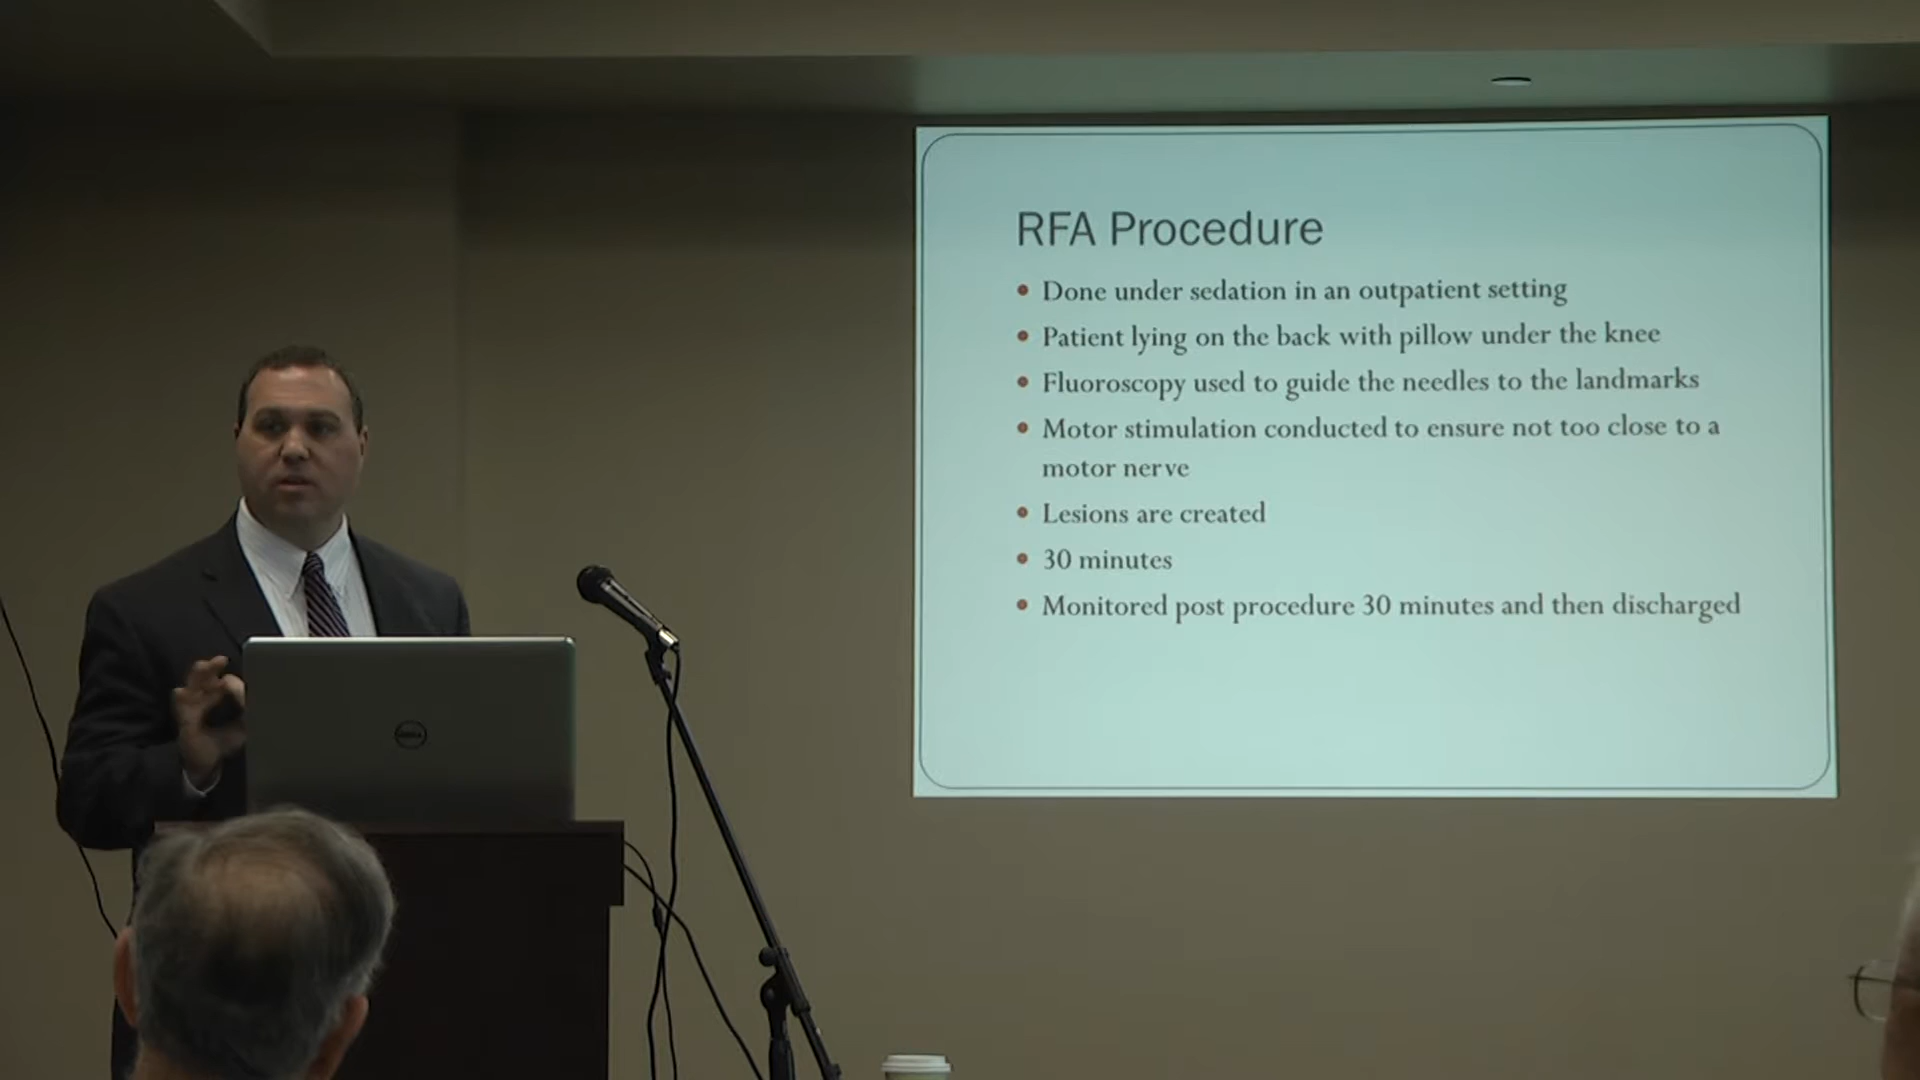 RFA Procedure
• Done under sedation in an outpatient setting
• Patient lying on the back with pillow under the knee
• Fluoroscopy used to guide the needles to the landmarks
• Motor stimulation conducted to ensure not too close to a
motor nerve
• Lesions are created
• 30 minutes
• Monitored post procedure 30 minutes and then discharged
DELL